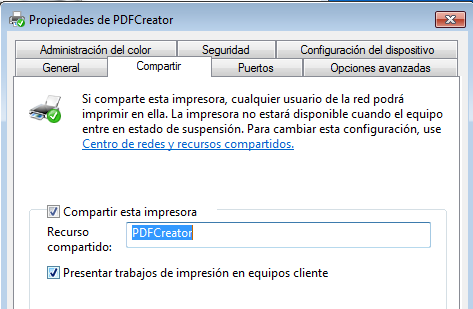 Propiedades de PDFCreator
Administración del color Seguridad Configuración del dispositivo
General Compartir Puertos Opciones avanzadas
Si comparte esta impresora, cualquier usuario de la red podrá
imprimir en ella. La impresora no estará disponible cuando el equipo
entre en estado de suspensión. Para cambiar esta configuración, use
Centro de redes y recursos compartidos.
Compartir esta impresora
Recurso
compartido: PDFCreator
Presentar trabajos de impresión en equipos cliente